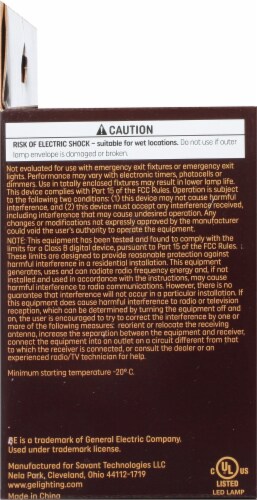 ⚠ CAUTION
RISK OF ELECTRIC SHOCK – suitable for wet locations. Do not use if outer
lamp envelope is damaged or broken.
Not evaluated for use with emergency exit fixtures or emergency exit
lights. Performance may vary with electronic timers, photocells or
dimmers. Use in totally enclosed fixtures may result in lower lamp life.
This device complies with Part 15 of the FCC Rules. Operation is subject
to the following two conditions: (1) this device may not cause harmful
interference, and (2) this device must accept any interference received,
including interference that may cause undesired operation. Any
changes or modifications not expressly approved by the manufacturer
could void the user's authority to operate the equipment.
NOTE: This equipment has been tested and found to comply with the
limits for a Class B digital device, pursuant to Part 15 of the FCC Rules.
These limits are designed to provide reasonable protection against
harmful interference in a residential installation. This equipment
generates, uses and can radiate radio frequency energy and, if not
installed and used in accordance with the instructions, may cause
harmful interference to radio communications. However, there is no
guarantee that interference will not occur in a particular installation. If
this equipment does cause harmful interference to radio or television
reception, which can be determined by turning the equipment off and
on, the user is encouraged to try to correct the interference by one or
more of the following measures: reorient or relocate the receiving
antenna, increase the separation between the equipment and receiver,
connect the equipment into an outlet on a circuit different from that
to which the receiver is connected, or consult the dealer or an
experienced radio/TV technician for help.
Minimum starting temperature -20° C.
GE is a trademark of General Electric Company.
Used under trademark license.
Manufactured for Savant Technologies LLC
Nela Park, Cleveland, Ohio 44112-1719
www.gelighting.com
Made in China
C UL US
LISTED
LED LAMP